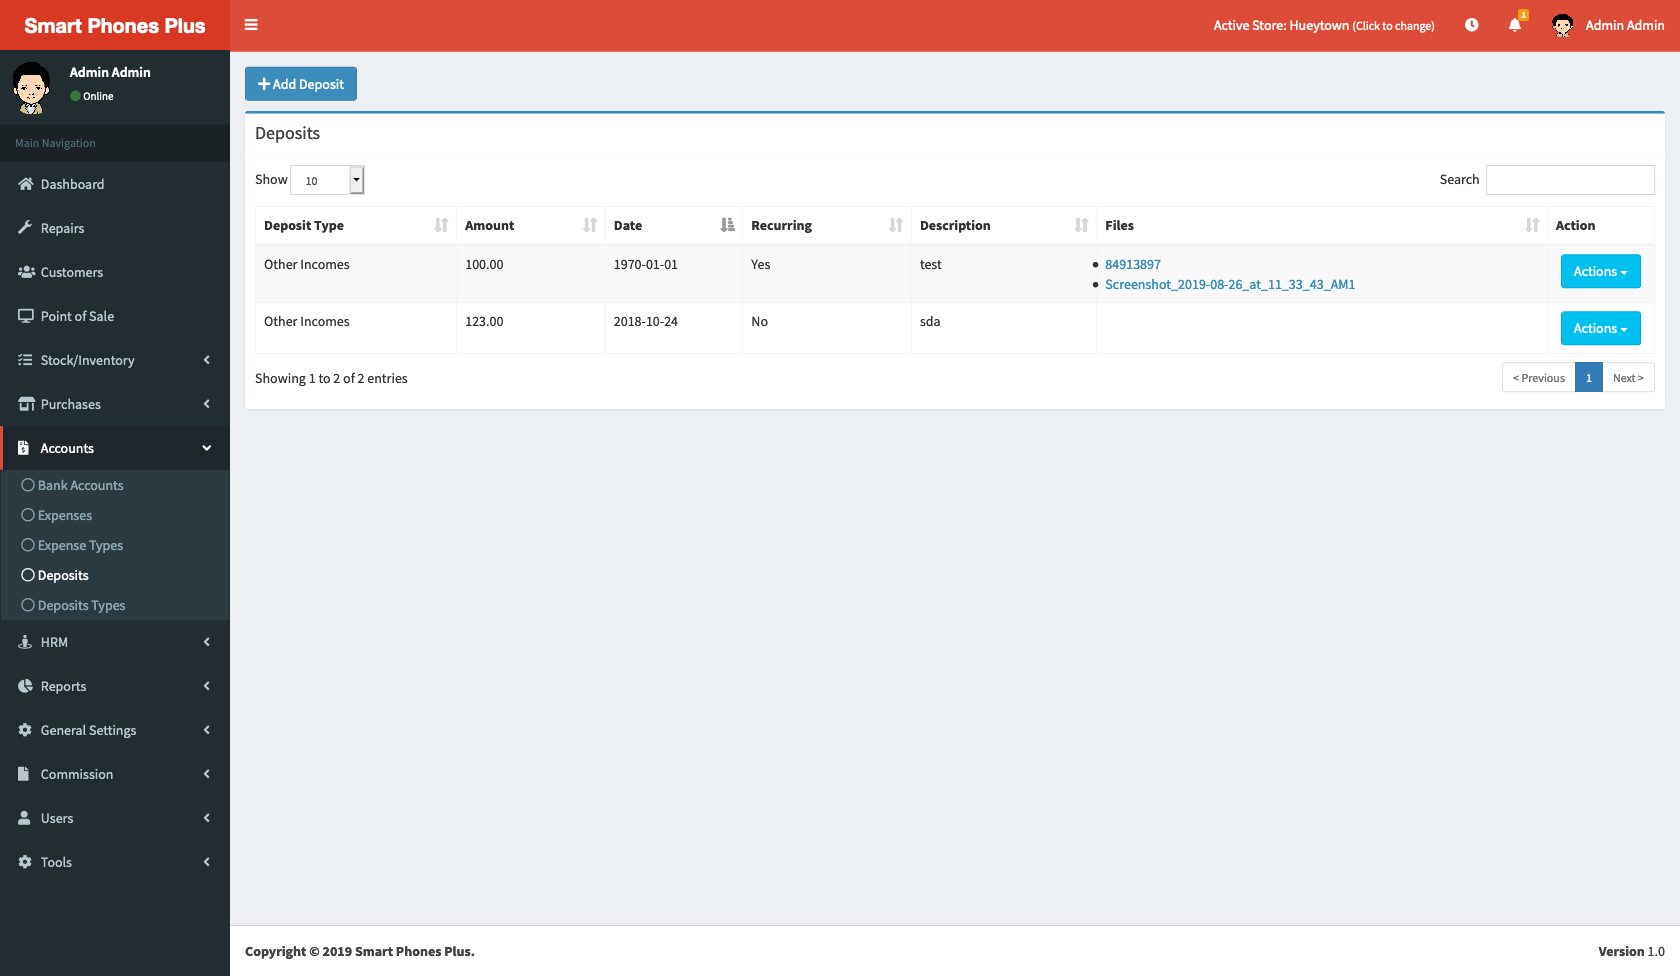 Smart Phones Plus
Active Store: Hueytown (Click to change)
1
Admin Admin
Admin Admin
Online
Main Navigation
Dashboard
Repairs
Customers
Point of Sale
Stock/Inventory
Purchases
Accounts
Bank Accounts
Expenses
Expense Types
Deposits
Deposits Types
HRM
Reports
General Settings
Commission
Users
Tools
Add Deposit
Deposits
Show 10
Search
Deposit Type Amount Date Recurring Description Files Action
Other Incomes 100.00 1970-01-01 Yes test 84913897 Actions
Screenshot_2019-08-26_at_11_33_43_AM1
Other Incomes 123.00 2018-10-24 No sda Actions
Showing 1 to 2 of 2 entries
< Previous 1 Next >
Copyright © 2019 Smart Phones Plus.
Version 1.0